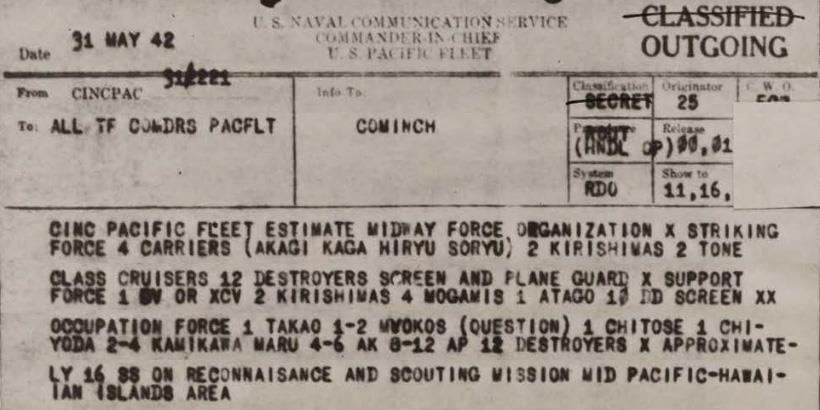 U. S. NAVAL COMMUNICATION SERVICE
COMMANDER IN CHIEF
U. S. PACIFIC FLEET
CLASSIFIED
OUTGOING
Date 31 MAY 42
From CINCPAC
Info To:
Classification SECRET
Originator 25
C. W. O.
To: ALL TF COMDRS PACFLT
COMINCH
Release
System RDO
Show to 11,16,
CINC PACIFIC FLEET ESTIMATE MIDWAY FORCE ORGANIZATION X STRIKING
FORCE 4 CARRIERS (AKAGI KAGA HIRYU SORYU) 2 KIRISHIMAS 2 TONE
CLASS CRUISERS 12 DESTROYERS SCREEN AND PLANE GUARD X SUPPORT
FORCE 1 CV OR XCV 2 KIRISHIMAS 4 MOGAMIS 1 ATAGO 10 DD SCREEN XX
OCCUPATION FORCE 1 TAKAO 1-2 MYOKOS (QUESTION) 1 CHITOSE 1 CHI-
YODA 2-4 KAMIKAWA MARU 4-6 AK 8-12 AP 12 DESTROYERS X APPROXIMATE-
LY 16 SS ON RECONNAISANCE AND SCOUTING MISSION MID PACIFIC-HAWAI-
IAN ISLANDS AREA